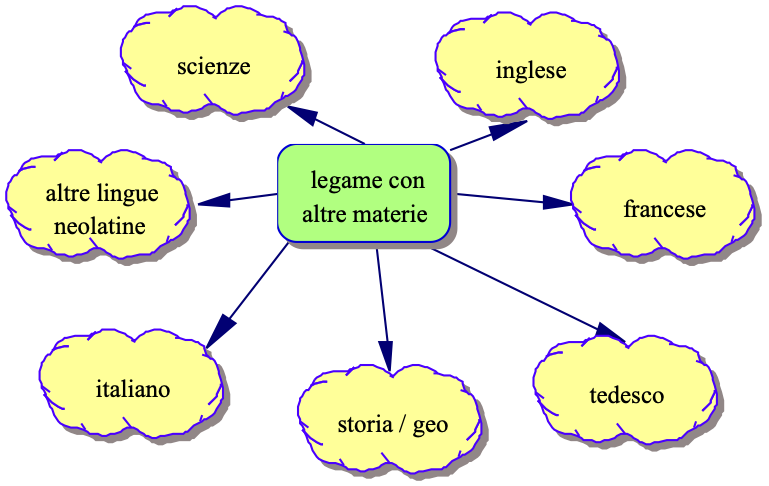 scienze
inglese
legame con
altre materie
altre lingue
neolatine
francese
italiano
storia / geo
tedesco